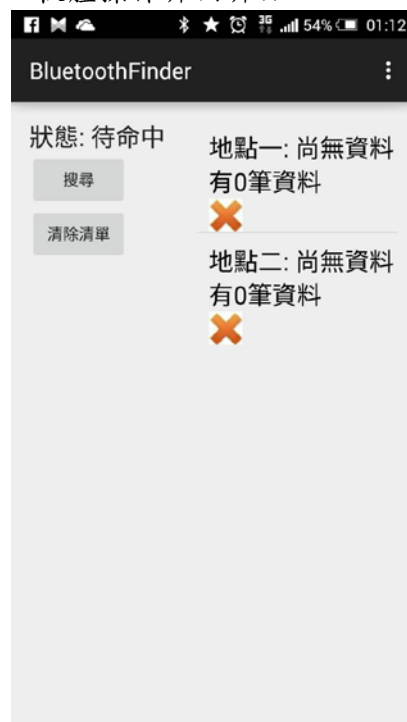 3G 54% 01:12
BluetoothFinder
狀態: 待命中
搜尋
清除清單
地點一: 尚無資料
有0筆資料
地點二: 尚無資料
有0筆資料